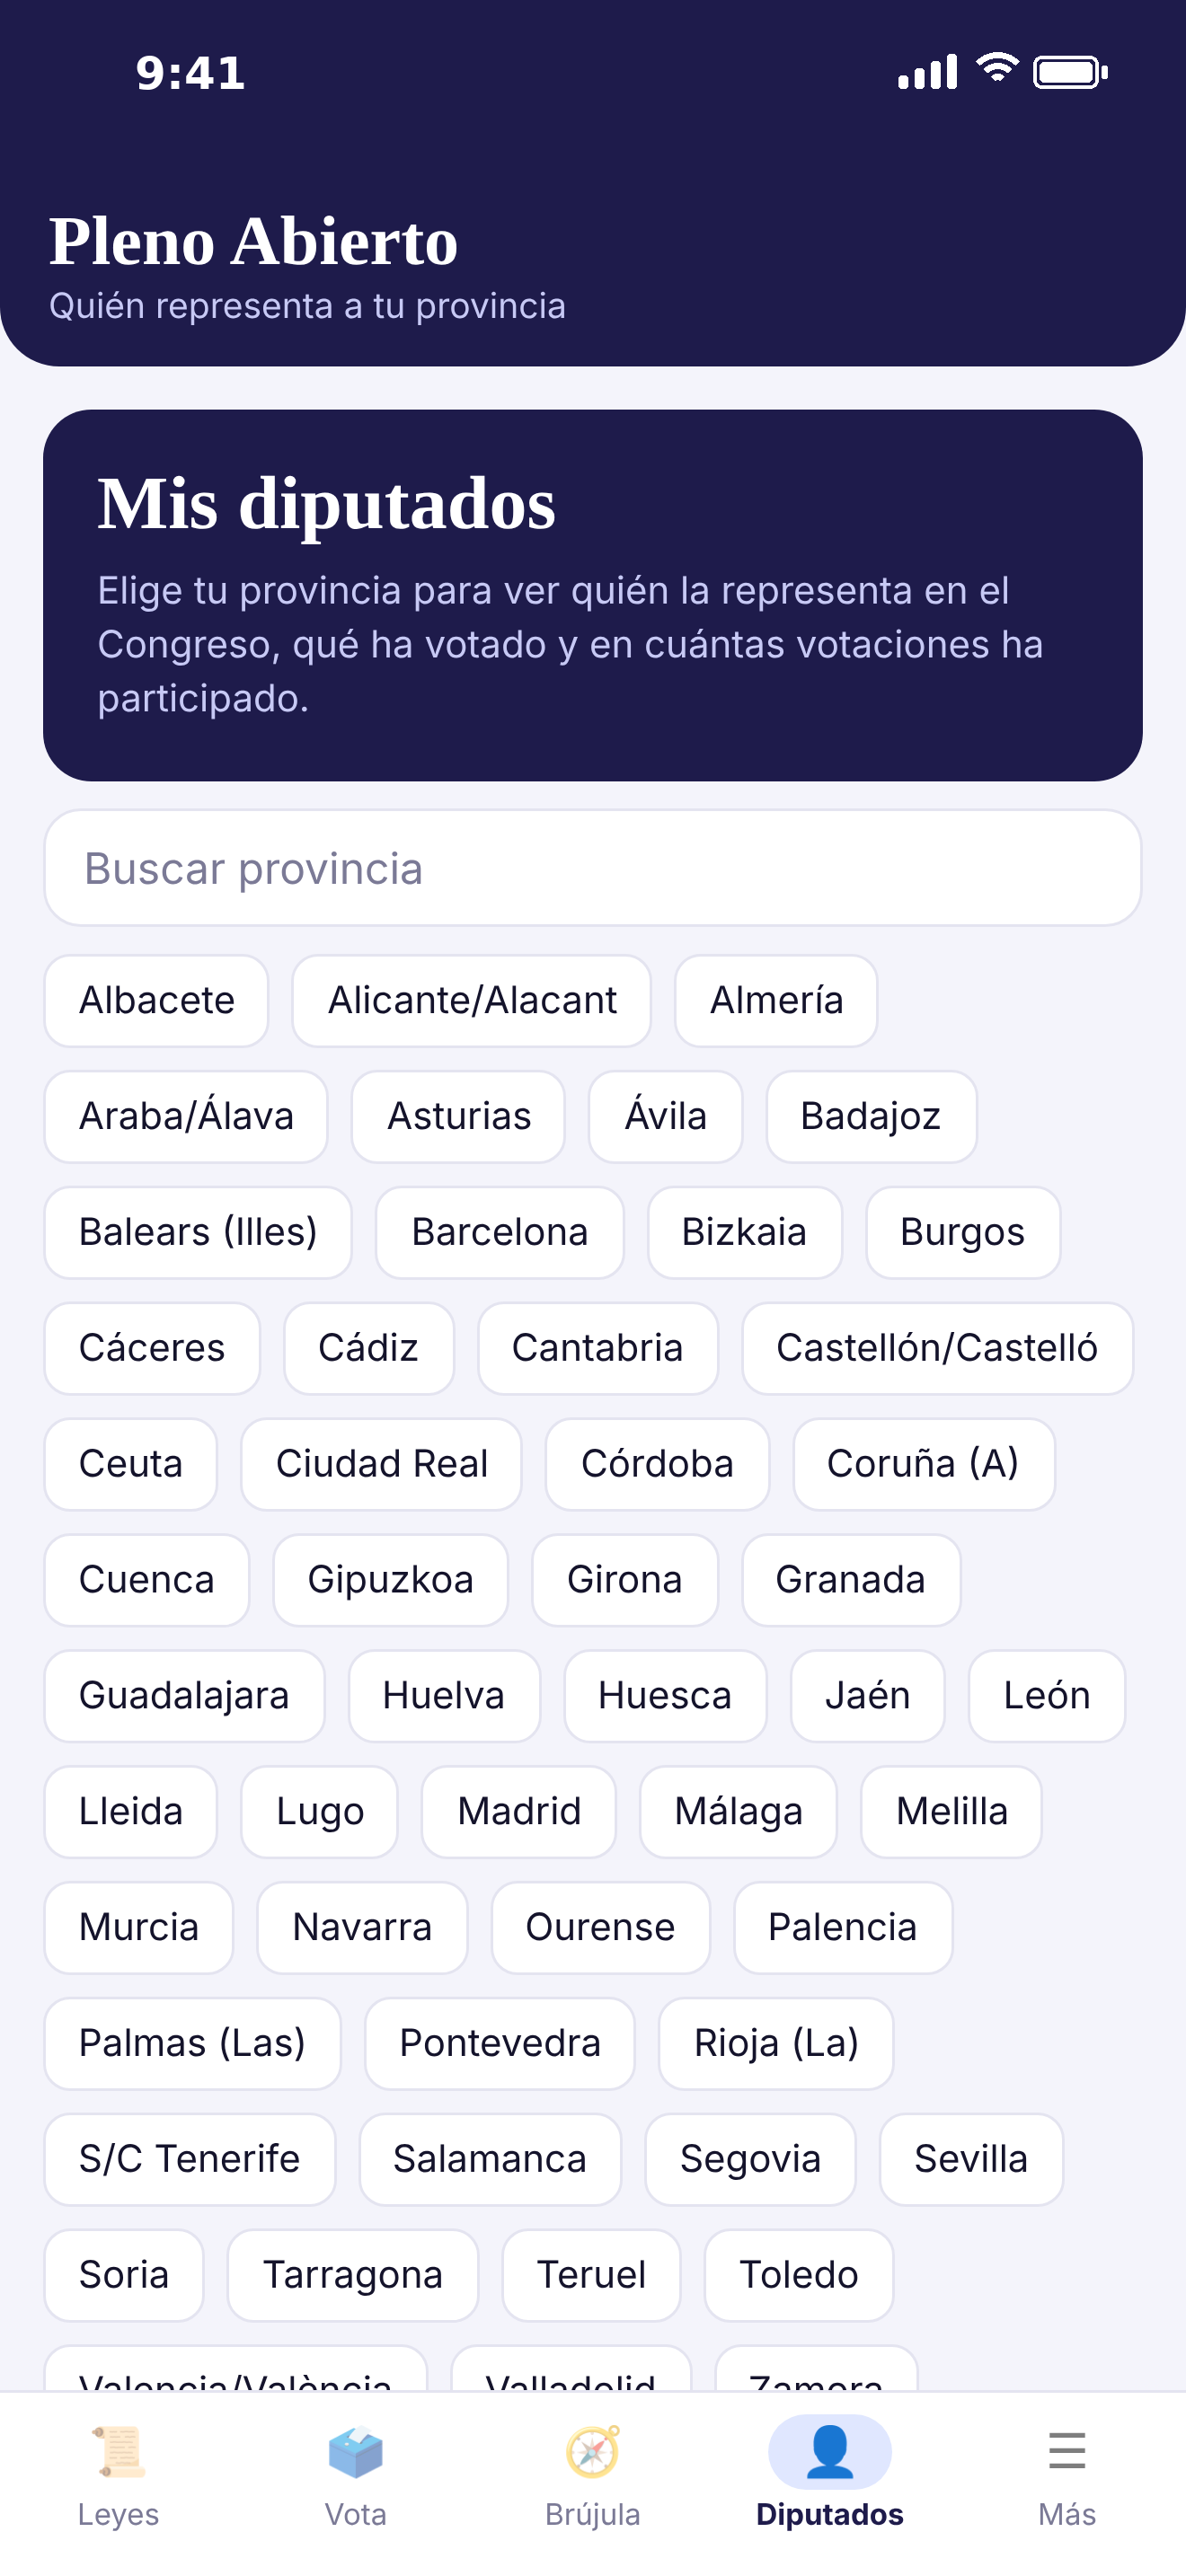 9:41
Pleno Abierto
Quién representa a tu provincia
Mis diputados
Elige tu provincia para ver quién la representa en el
Congreso, qué ha votado y en cuántas votaciones ha
participado.
Buscar provincia
Albacete Alicante/Alacant Almería
Araba/Álava Asturias Ávila Badajoz
Balears (Illes) Barcelona Bizkaia Burgos
Cáceres Cádiz Cantabria Castellón/Castelló
Ceuta Ciudad Real Córdoba Coruña (A)
Cuenca Gipuzkoa Girona Granada
Guadalajara Huelva Huesca Jaén León
Lleida Lugo Madrid Málaga Melilla
Murcia Navarra Ourense Palencia
Palmas (Las) Pontevedra Rioja (La)
S/C Tenerife Salamanca Segovia Sevilla
Soria Tarragona Teruel Toledo
Valencia/València Valladolid Zamora
Leyes Vota Brújula Diputados Más